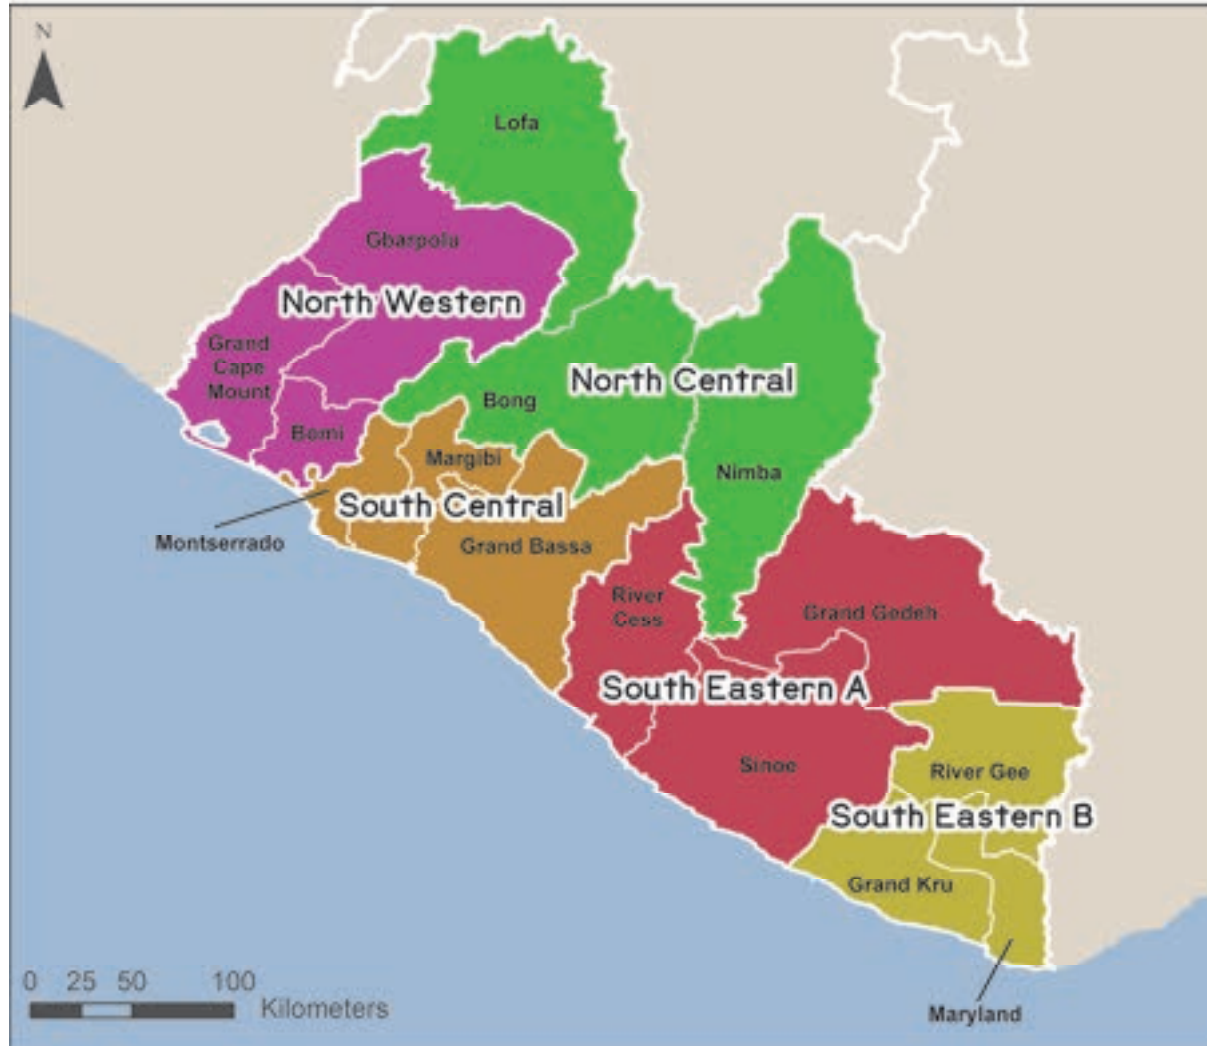 N
Lofa
Gbarpola
North Western
Grand
Cape
Mount
North Central
Bong
Bomi
Margibi
Nimba
South Central
Montserrado
Grand Bassa
River
Cess
Grand Gedeh
South Eastern A
Sinoe
River Gee
South Eastern B
Grand Kru
0 25 50 100
Kilometers
Maryland